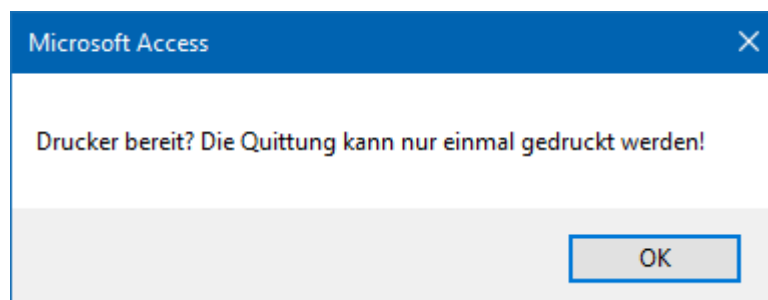 Microsoft Access
Drucker bereit? Die Quittung kann nur einmal gedruckt werden!
OK